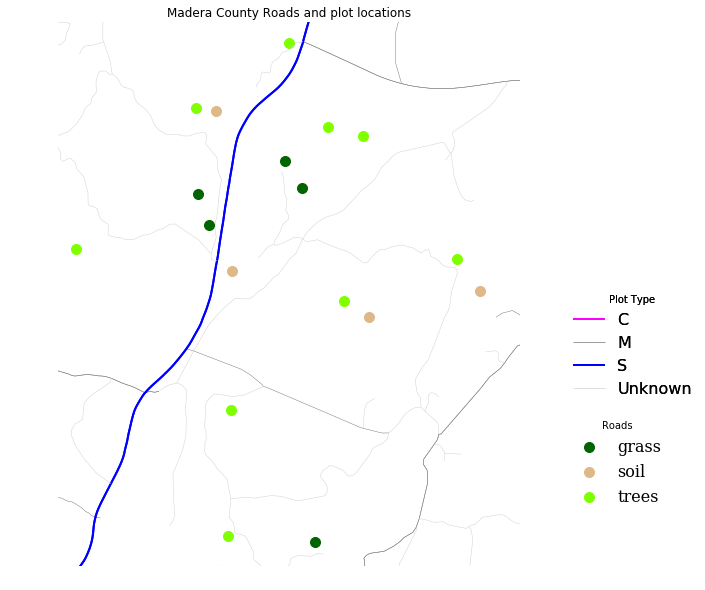 Madera County Roads and plot locations
Plot Type
C
M
S
Unknown
Roads
grass
soil
trees